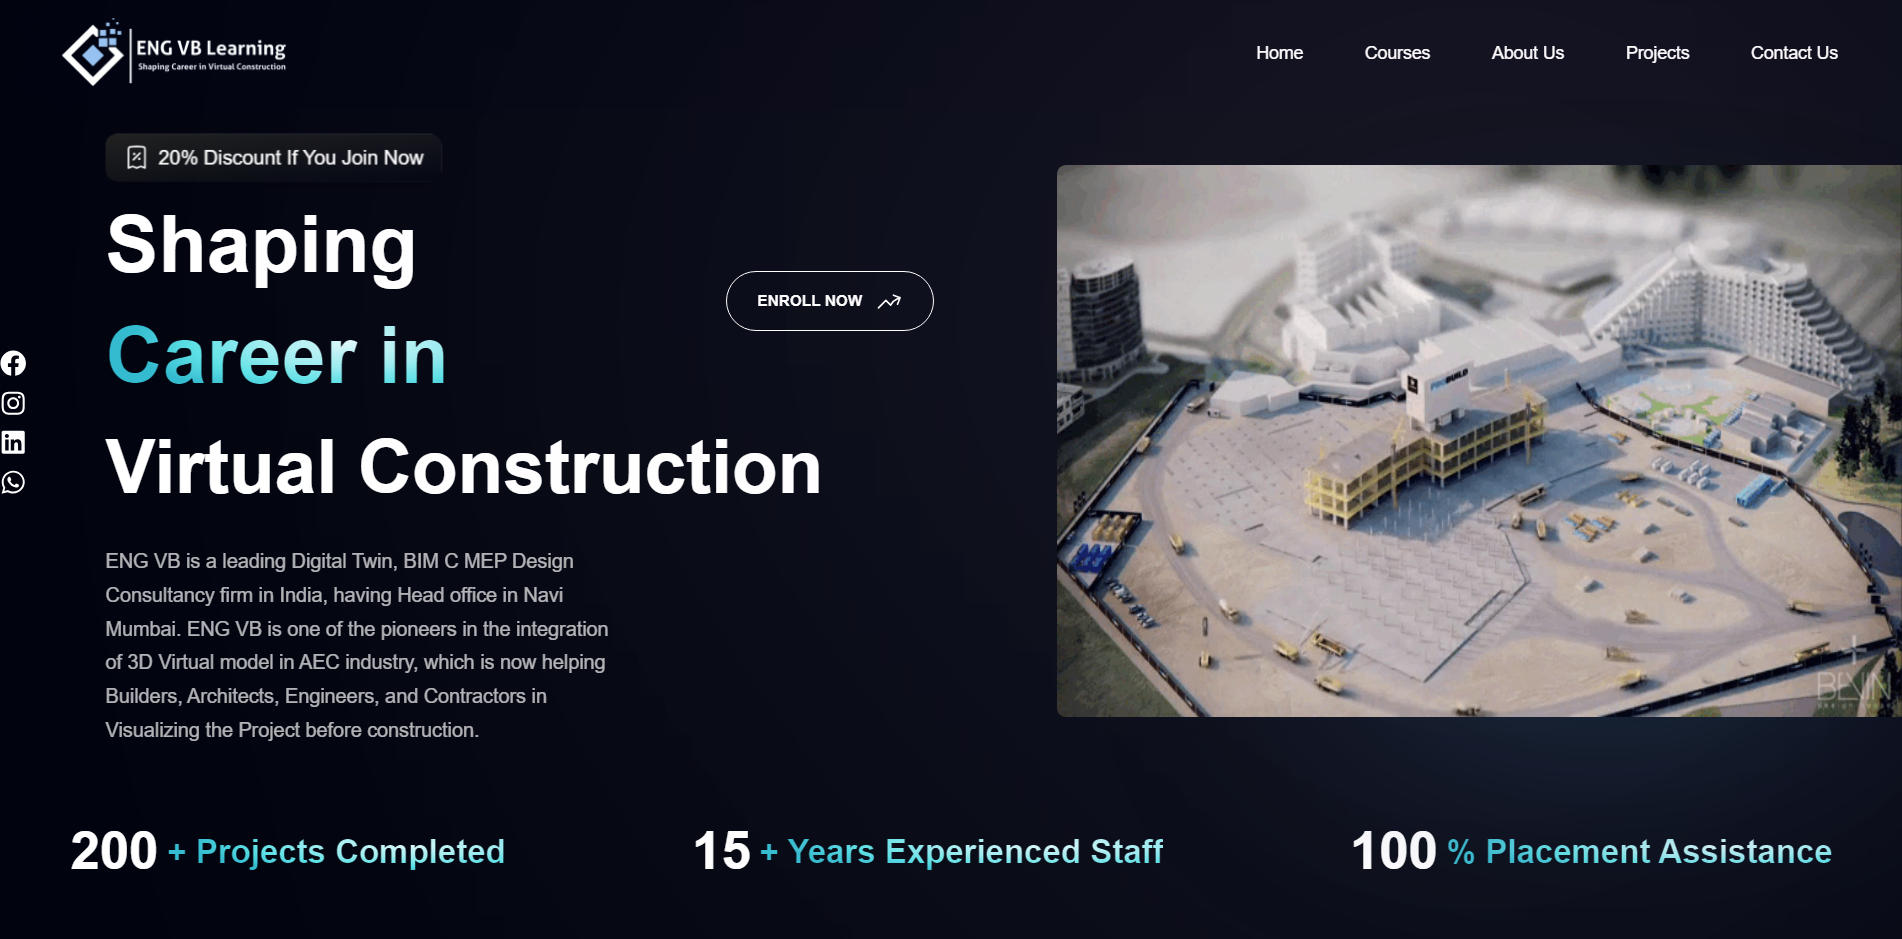 ENG VB Learning
Shaping Career in Virtual Construction
Home
Courses
About Us
Projects
Contact Us
20% Discount If You Join Now
Shaping
Career in
Virtual Construction
ENROLL NOW
ENG VB is a leading Digital Twin, BIM C MEP Design
Consultancy firm in India, having Head office in Navi
Mumbai. ENG VB is one of the pioneers in the integration
of 3D Virtual model in AEC industry, which is now helping
Builders, Architects, Engineers, and Contractors in
Visualizing the Project before construction.
PROBUILD
200 + Projects Completed
15 + Years Experienced Staff
100 % Placement Assistance